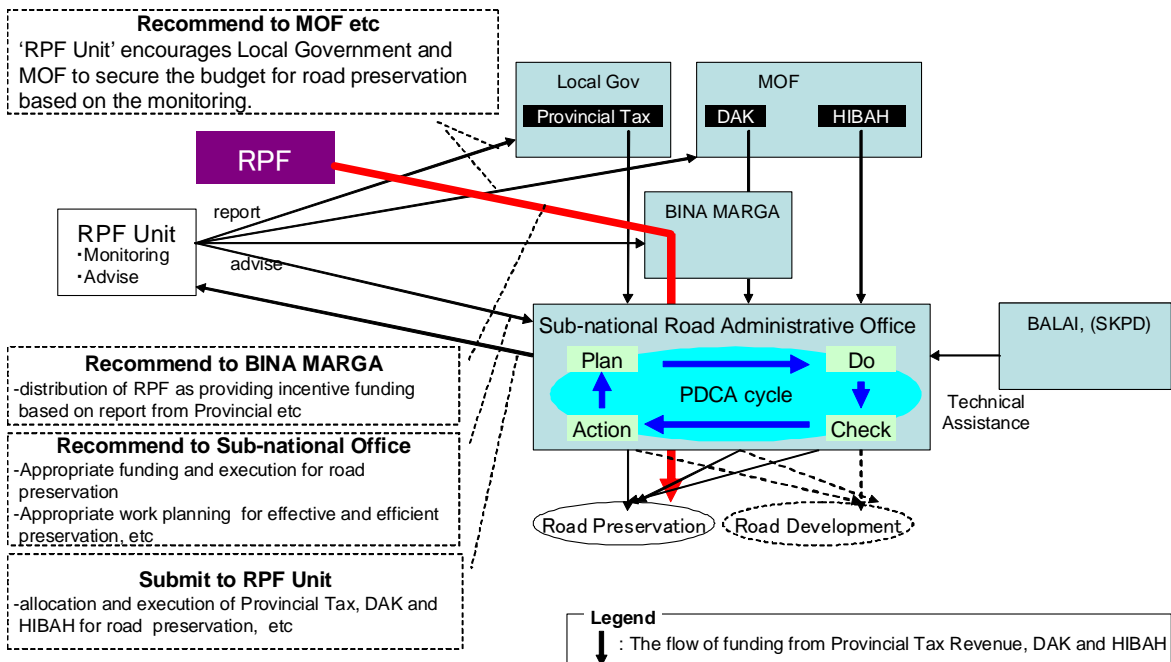 Recommend to MOF etc
‘RPF Unit’ encourages Local Government and
MOF to secure the budget for road preservation
based on the monitoring.
Local Gov
Provincial Tax
MOF
DAK
HIBAH
RPF
BINA MARGA
report
RPF Unit
・Monitoring
・Advise
advise
Sub-national Road Administrative Office
Plan
Do
PDCA cycle
Action
Check
BALAI, (SKPD)
Technical
Assistance
Recommend to BINA MARGA
-distribution of RPF as providing incentive funding
based on report from Provincial etc
Recommend to Sub-national Office
-Appropriate funding and execution for road
preservation
-Appropriate work planning for effective and efficient
preservation, etc
Road Preservation
Road Development
Submit to RPF Unit
-allocation and execution of Provincial Tax, DAK and
HIBAH for road preservation, etc
Legend
: The flow of funding from Provincial Tax Revenue, DAK and HIBAH